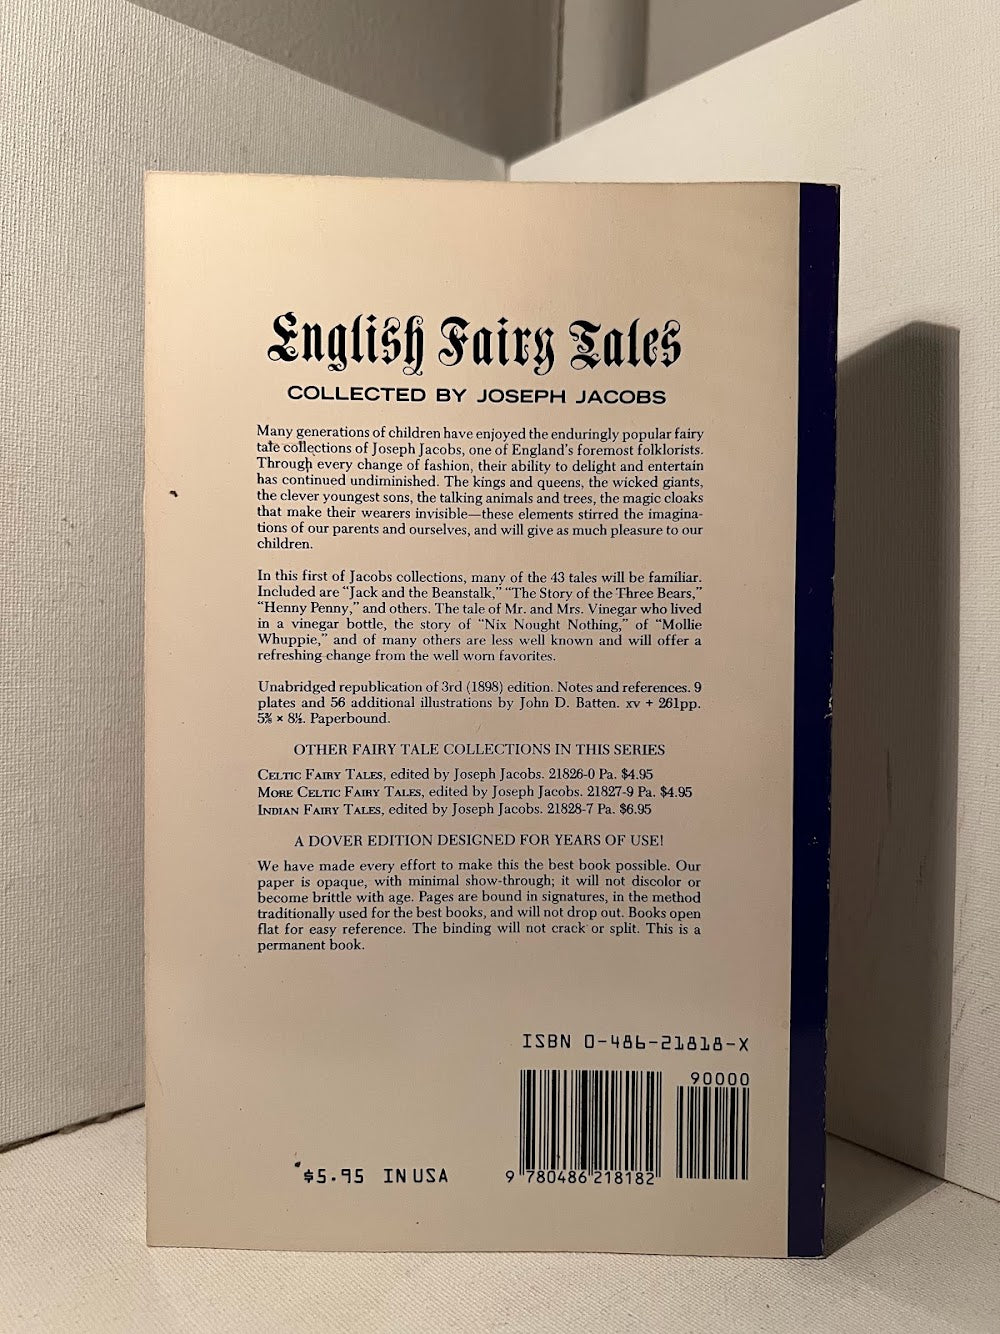 English Fairy Tales
COLLECTED BY JOSEPH JACOBS
Many generations of children have enjoyed the enduringly popular fairy
tale collections of Joseph Jacobs, one of England's foremost folklorists.
Through every change of fashion, their ability to delight and entertain
has continued undiminished. The kings and queens, the wicked giants,
the clever youngest sons, the talking animals and trees, the magic cloaks
that make their wearers invisible—these elements stirred the imagina-
tions of our parents and ourselves, and will give as much pleasure to our
children.
In this first of Jacobs collections, many of the 43 tales will be familiar.
Included are "Jack and the Beanstalk," "The Story of the Three Bears,"
"Henny Penny," and others. The tale of Mr. and Mrs. Vinegar who lived
in a vinegar bottle, the story of "Nix Nought Nothing," of "Mollie
Whuppie," and of many others are less well known and will offer a
refreshing change from the well worn favorites.
Unabridged republication of 3rd (1898) edition. Notes and references. 9
plates and 56 additional illustrations by John D. Batten. xv + 261pp.
5⅜ × 8½. Paperbound.
OTHER FAIRY TALE COLLECTIONS IN THIS SERIES
CELTIC FAIRY TALES, edited by Joseph Jacobs. 21826-0 Pa. $4.95
MORE CELTIC FAIRY TALES, edited by Joseph Jacobs. 21827-9 Pa. $4.95
INDIAN FAIRY TALES, edited by Joseph Jacobs. 21828-7 Pa. $6.95
A DOVER EDITION DESIGNED FOR YEARS OF USE!
We have made every effort to make this the best book possible. Our
paper is opaque, with minimal show-through; it will not discolor or
become brittle with age. Pages are bound in signatures, in the method
traditionally used for the best books, and will not drop out. Books open
flat for easy reference. The binding will not crack or split. This is a
permanent book.
ISBN 0-486-21818-X
90000
$5.95 IN USA
9 780486 218182